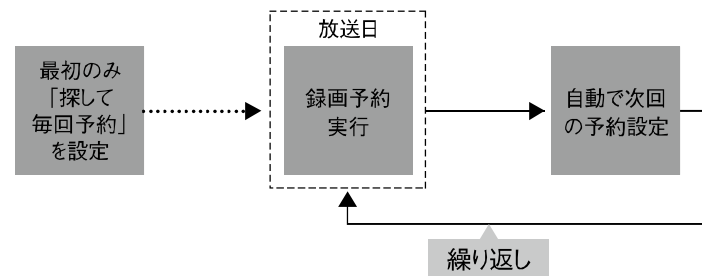 放送日
最初のみ
「探して
毎回予約」
を設定
録画予約
実行
自動で次回
の予約設定
繰り返し